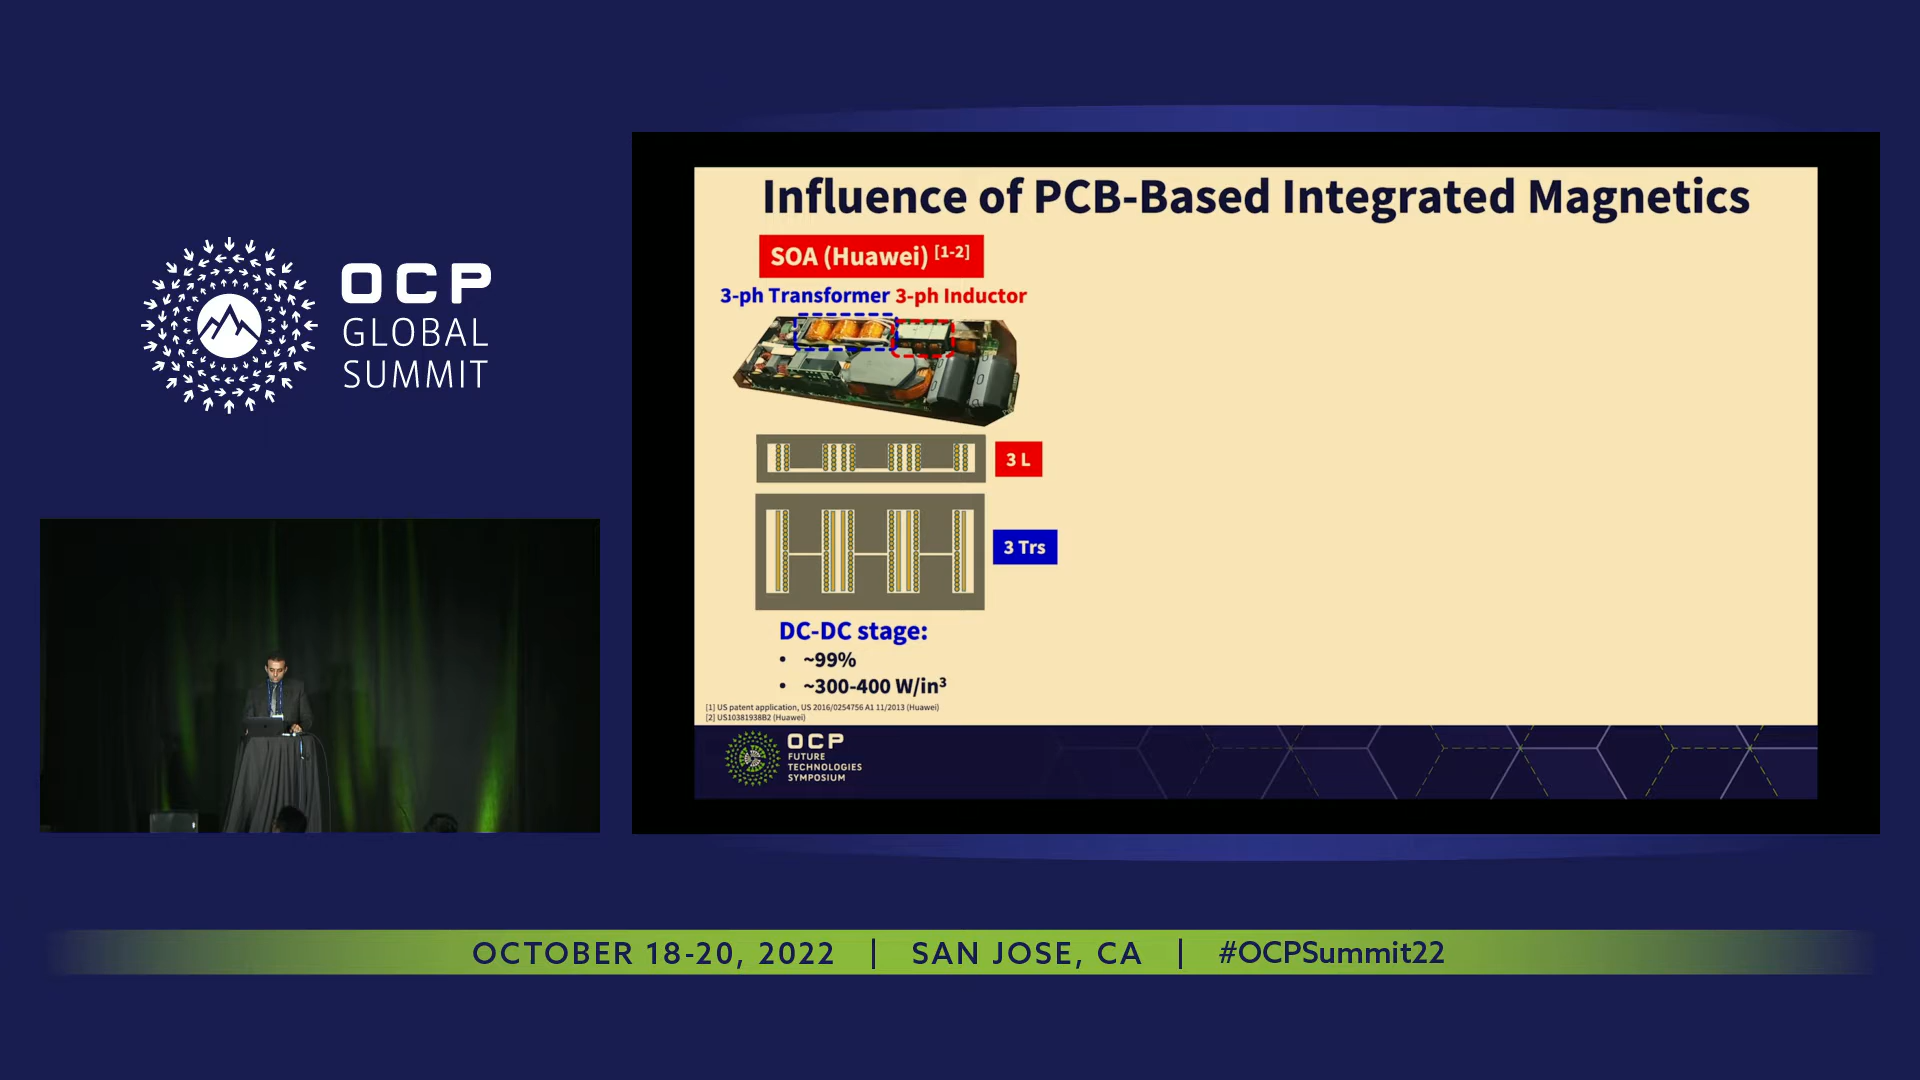 OCP
GLOBAL
SUMMIT
Influence of PCB-Based Integrated Magnetics
SOA (Huawei) [1-2]
3-ph Transformer 3-ph Inductor
3 L
3 Trs
DC-DC stage:
• ~99%
• ~300-400 W/in³
[1] US patent application, US 2016/0254756 A1 11/2013 (Huawei)
[2] US10381938B2 (Huawei)
OCP
FUTURE
TECHNOLOGIES
SYMPOSIUM
OCTOBER 18-20, 2022 | SAN JOSE, CA | #OCPSummit22